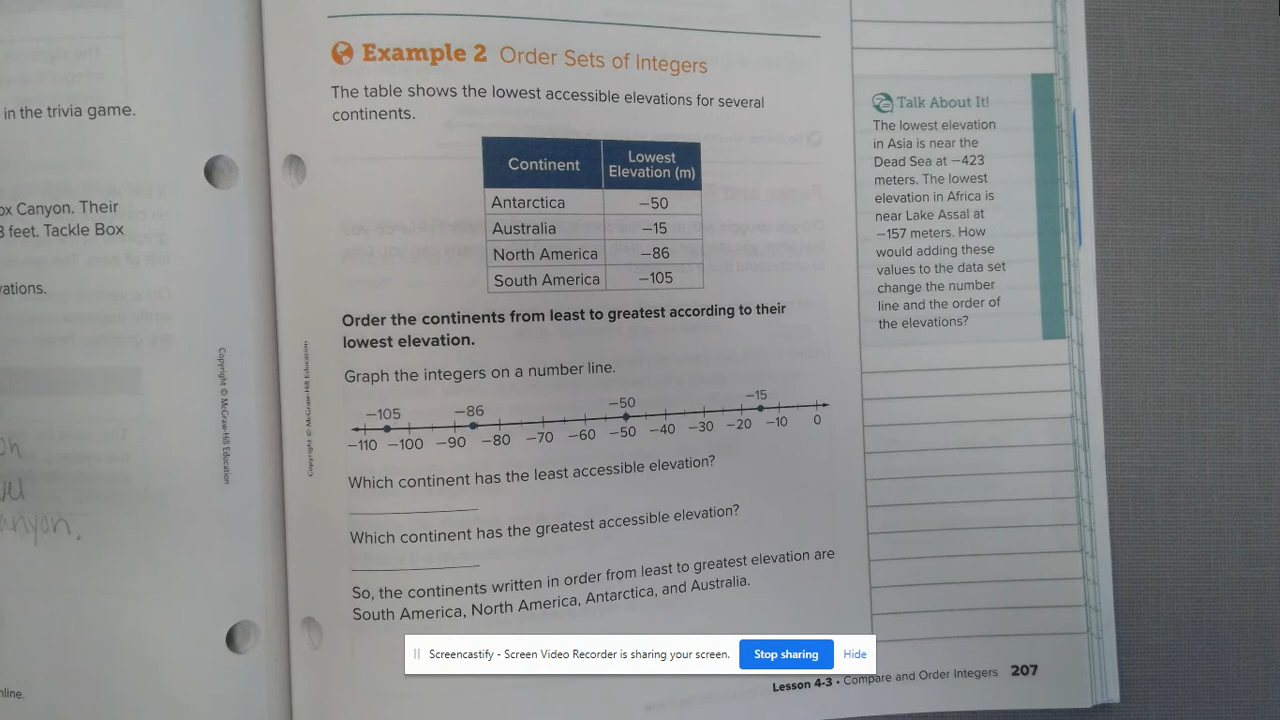 in the trivia game.
ox Canyon. Their
3 feet. Tackle Box
vations.
anyon.
nline.
Copyright © McGraw-Hill Education
Copyright © McGraw-Hill Education
Example 2 Order Sets of Integers
The table shows the lowest accessible elevations for several
continents.
Continent Lowest Elevation (m)
Antarctica −50
Australia −15
North America −86
South America −105
Order the continents from least to greatest according to their
lowest elevation.
Graph the integers on a number line.
−105 −86 −50 −15
−110 −100 −90 −80 −70 −60 −50 −40 −30 −20 −10 0
Which continent has the least accessible elevation?
Which continent has the greatest accessible elevation?
So, the continents written in order from least to greatest elevation are
South America, North America, Antarctica, and Australia.
Talk About It!
The lowest elevation
in Asia is near the
Dead Sea at −423
meters. The lowest
elevation in Africa is
near Lake Assal at
−157 meters. How
would adding these
values to the data set
change the number
line and the order of
the elevations?
Screencastify - Screen Video Recorder is sharing your screen. Stop sharing Hide
Lesson 4-3 • Compare and Order Integers 207